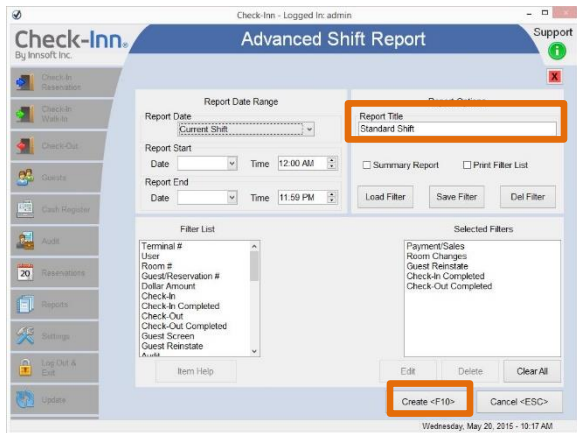 Check-Inn - Logged In: admin
Check-Inn®
By Innsoft Inc.
Advanced Shift Report
Support
i
X
Check-In
Reservation
Check-In
Walk-In
Check-Out
Guests
Cash Register
Audit
20
Reservations
Reports
Settings
Log Out &
Exit
Update
Report Date Range
Report Date
Current Shift
Report Start
Date
Time
12:00 AM
Report End
Date
Time
11:59 PM
Report Options
Report Title
Standard Shift
Summary Report
Print Filter List
Load Filter
Save Filter
Del Filter
Filter List
Terminal #
User
Room #
Guest/Reservation #
Dollar Amount
Check-In
Check-In Completed
Check-Out
Check-Out Completed
Guest Screen
Guest Reinstate
Audit
Item Help
Selected Filters
Payment/Sales
Room Changes
Guest Reinstate
Check-In Completed
Check-Out Completed
Edit
Delete
Clear All
Create <F10>
Cancel <ESC>
Wednesday, May 20, 2015 - 10:17 AM